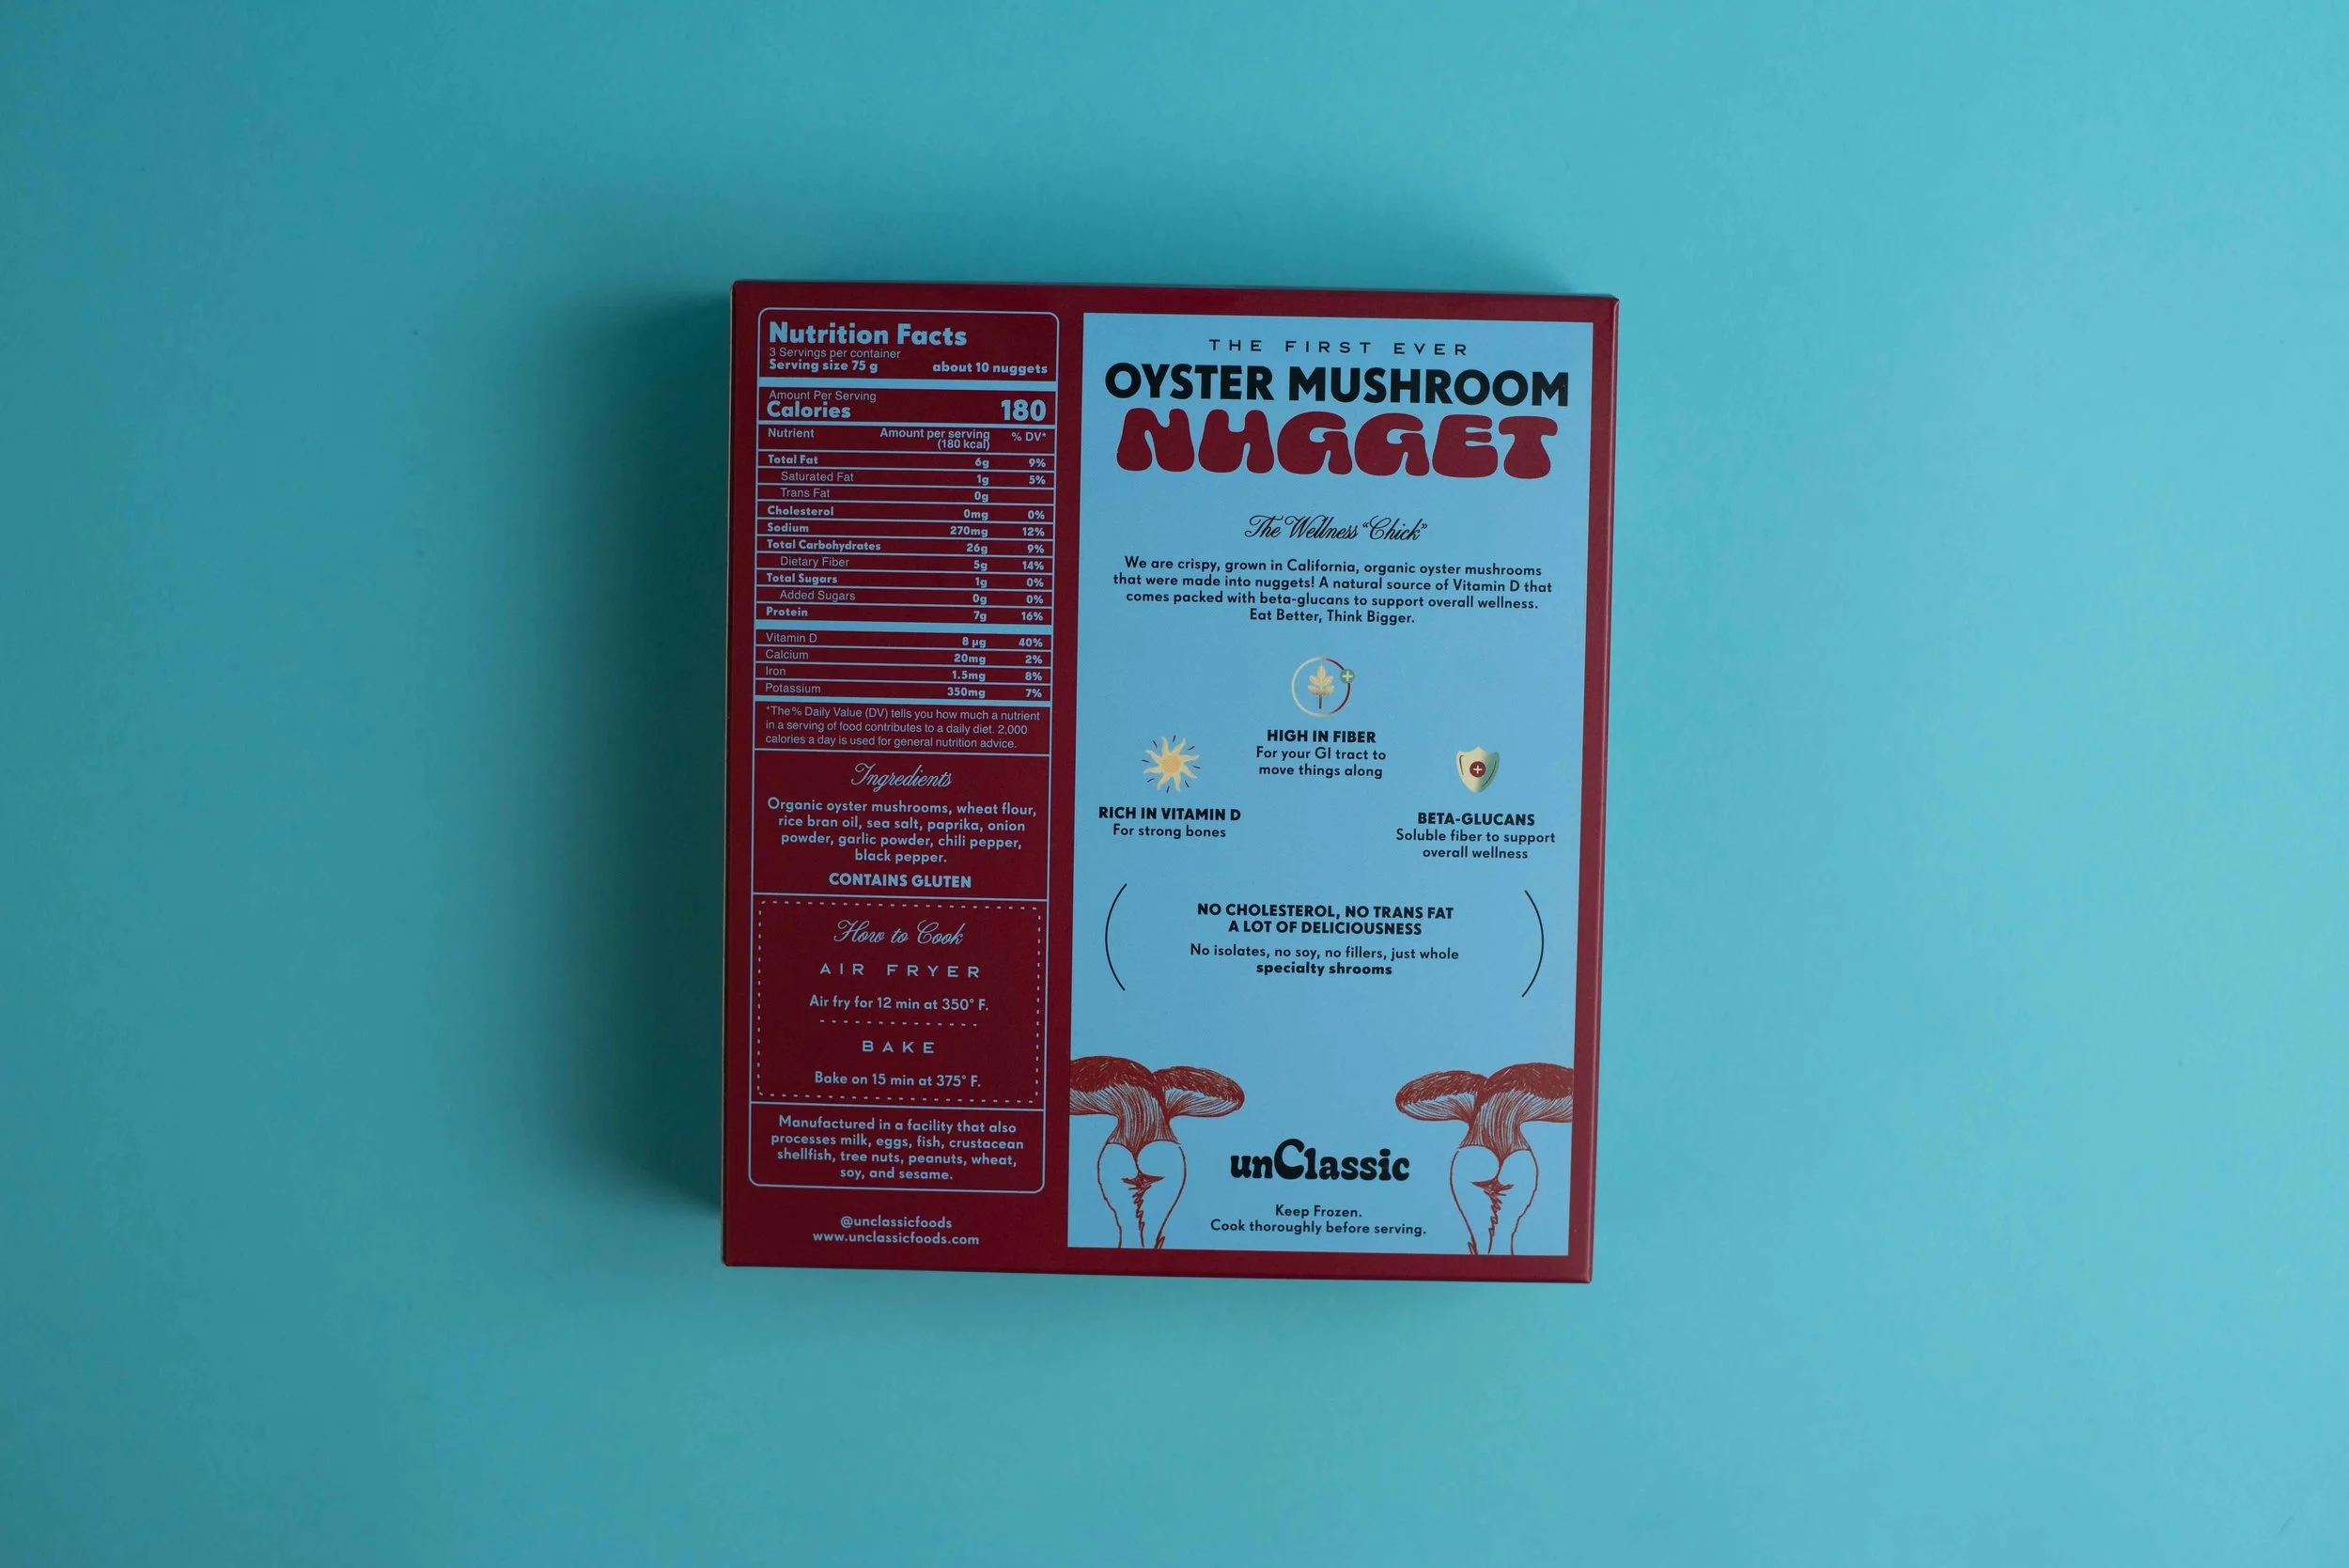 Nutrition Facts
3 Servings per container
Serving size 75 g about 10 nuggets
Amount Per Serving
Calories 180
Nutrient Amount per serving (180 kcal) % DV*
Total Fat 6g 9%
Saturated Fat 1g 5%
Trans Fat 0g
Cholesterol 0mg 0%
Sodium 270mg 12%
Total Carbohydrates 26g 9%
Dietary Fiber 5g 14%
Total Sugars 1g 0%
Added Sugars 0g 0%
Protein 7g 16%
Vitamin D 8 µg 40%
Calcium 20mg 2%
Iron 1.5mg 8%
Potassium 350mg 7%
*The% Daily Value (DV) tells you how much a nutrient
in a serving of food contributes to a daily diet. 2,000
calories a day is used for general nutrition advice.
Ingredients
Organic oyster mushrooms, wheat flour,
rice bran oil, sea salt, paprika, onion
powder, garlic powder, chili pepper,
black pepper.
CONTAINS GLUTEN
How to Cook
AIR FRYER
Air fry for 12 min at 350° F.
BAKE
Bake on 15 min at 375° F.
Manufactured in a facility that also
processes milk, eggs, fish, crustacean
shellfish, tree nuts, peanuts, wheat,
soy, and sesame.
@unclassicfoods
www.unclassicfoods.com
THE FIRST EVER
OYSTER MUSHROOM
NUGGET
The Wellness "Chick"
We are crispy, grown in California, organic oyster mushrooms
that were made into nuggets! A natural source of Vitamin D that
comes packed with beta-glucans to support overall wellness.
Eat Better, Think Bigger.
HIGH IN FIBER
For your GI tract to
move things along
RICH IN VITAMIN D
For strong bones
BETA-GLUCANS
Soluble fiber to support
overall wellness
NO CHOLESTEROL, NO TRANS FAT
A LOT OF DELICIOUSNESS
No isolates, no soy, no fillers, just whole
specialty shrooms
unClassic
Keep Frozen.
Cook thoroughly before serving.